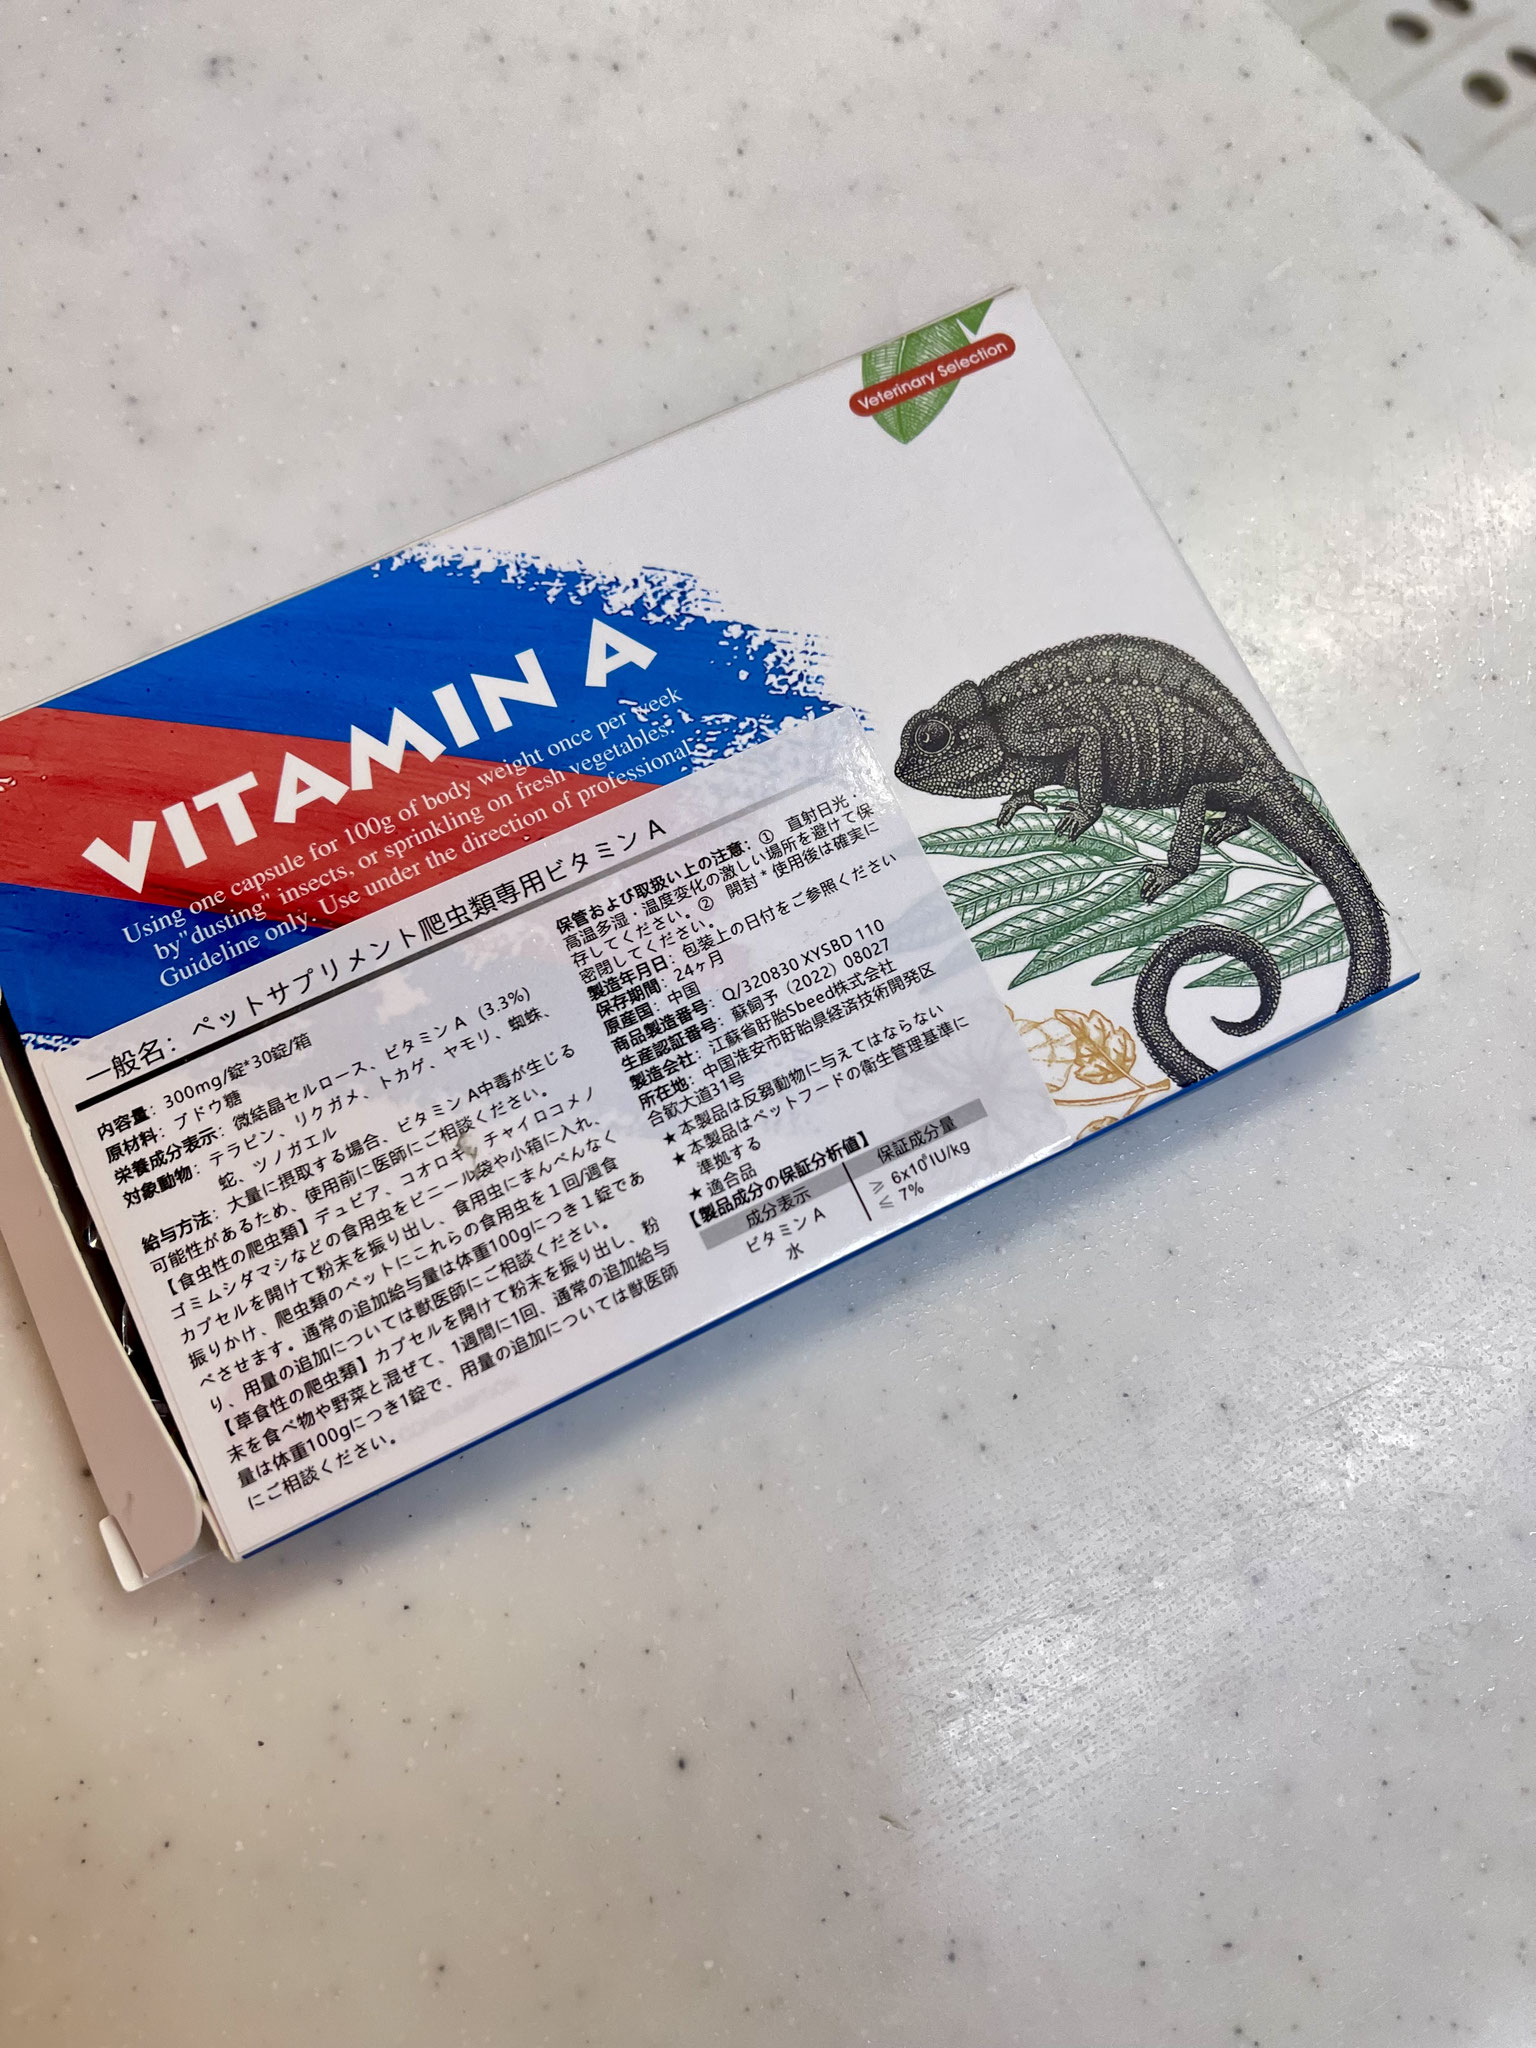 Veterinary Selection
VITAMIN A
Using one capsule for 100g of body weight once per week
by"dusting" insects, or sprinkling on fresh vegetables.
Guideline only. Use under the direction of professional
一般名：ペットサプリメント爬虫類専用ビタミン A
内容量：300mg/錠*30錠/箱
原材料：ブドウ糖
栄養成分表示：微結晶セルロース、ビタミン A (3.3%)
対象動物：テラピン、リクガメ、トカゲ、ヤモリ、蜘蛛、
蛇、ツノガエル
給与方法：大量に摂取する場合、ビタミン A中毒が生じる
可能性があるため、使用前に医師にご相談ください。
【食虫性の爬虫類】デュビア、コオロギ、チャイロコメノ
ゴミムシダマシなどの食用虫をビニール袋や小箱に入れ、
カプセルを開けて粉末を振り出し、食用虫にまんべんなく
振りかけ、爬虫類のペットにこれらの食用虫を１回/週食
べさせます。通常の追加給与量は体重100gにつき１錠であ
り、用量の追加については獣医師にご相談ください。
【草食性の爬虫類】カプセルを開けて粉末を振り出し、粉
末を食べ物や野菜と混ぜて、1週間に1回、通常の追加給与
量は体重100gにつき1錠で、用量の追加については獣医師
にご相談ください。
保管および取扱い上の注意：① 直射日光・
高温多湿・温度変化の激しい場所を避けて保
存してください。② 開封 * 使用後は確実に
密閉してください。
製造年月日：包装上の日付をご参照ください
保存期間：24ヶ月
原産国：中国
商品製造番号：Q/320830 XYSBD 110
生産認証番号：蘇飼予（2022）08027
製造会社：江蘇省盱眙Sbeed株式会社
所在地：中国淮安市盱眙県経済技術開発区
合歓大道31号
★ 本製品は反芻動物に与えてはならない
★ 本製品はペットフードの衛生管理基準に
準拠する
★ 適合品
【製品成分の保証分析値】
成分表示 保証成分量
ビタミン A ≥ 6x10⁶IU/kg
水 ≤ 7%